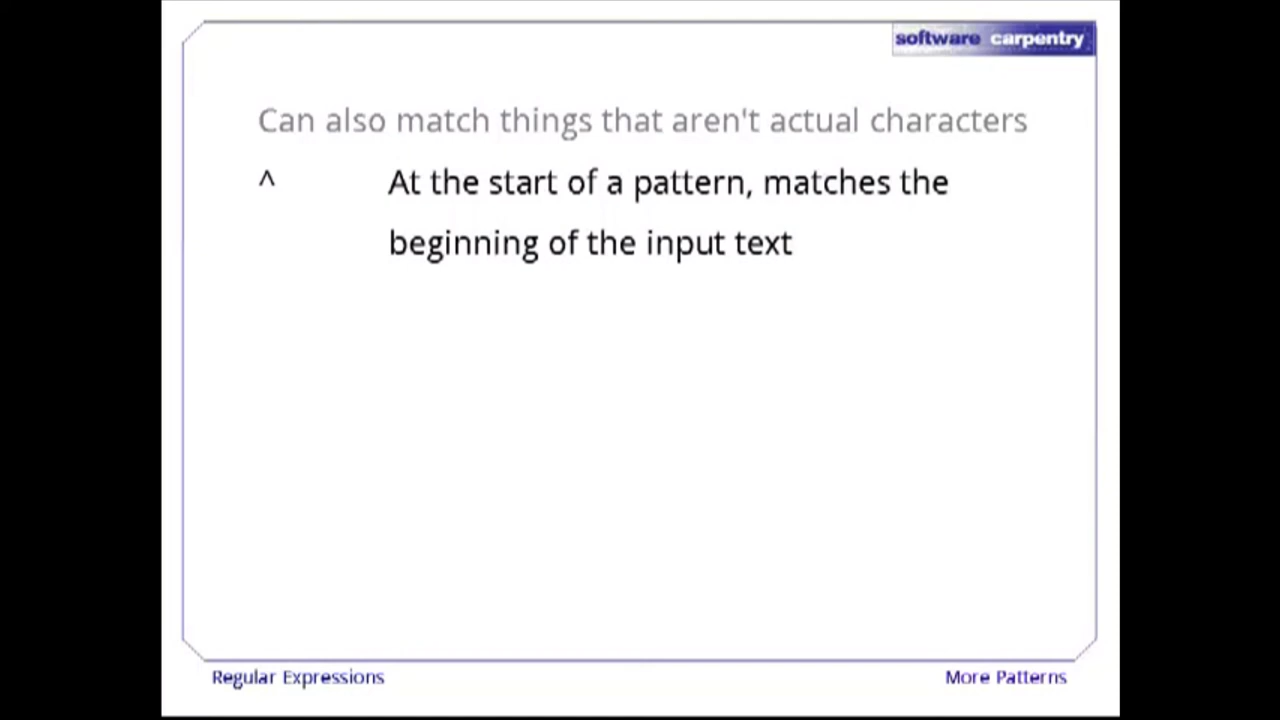 software carpentry
Can also match things that aren't actual characters
^ At the start of a pattern, matches the
beginning of the input text
Regular Expressions More Patterns